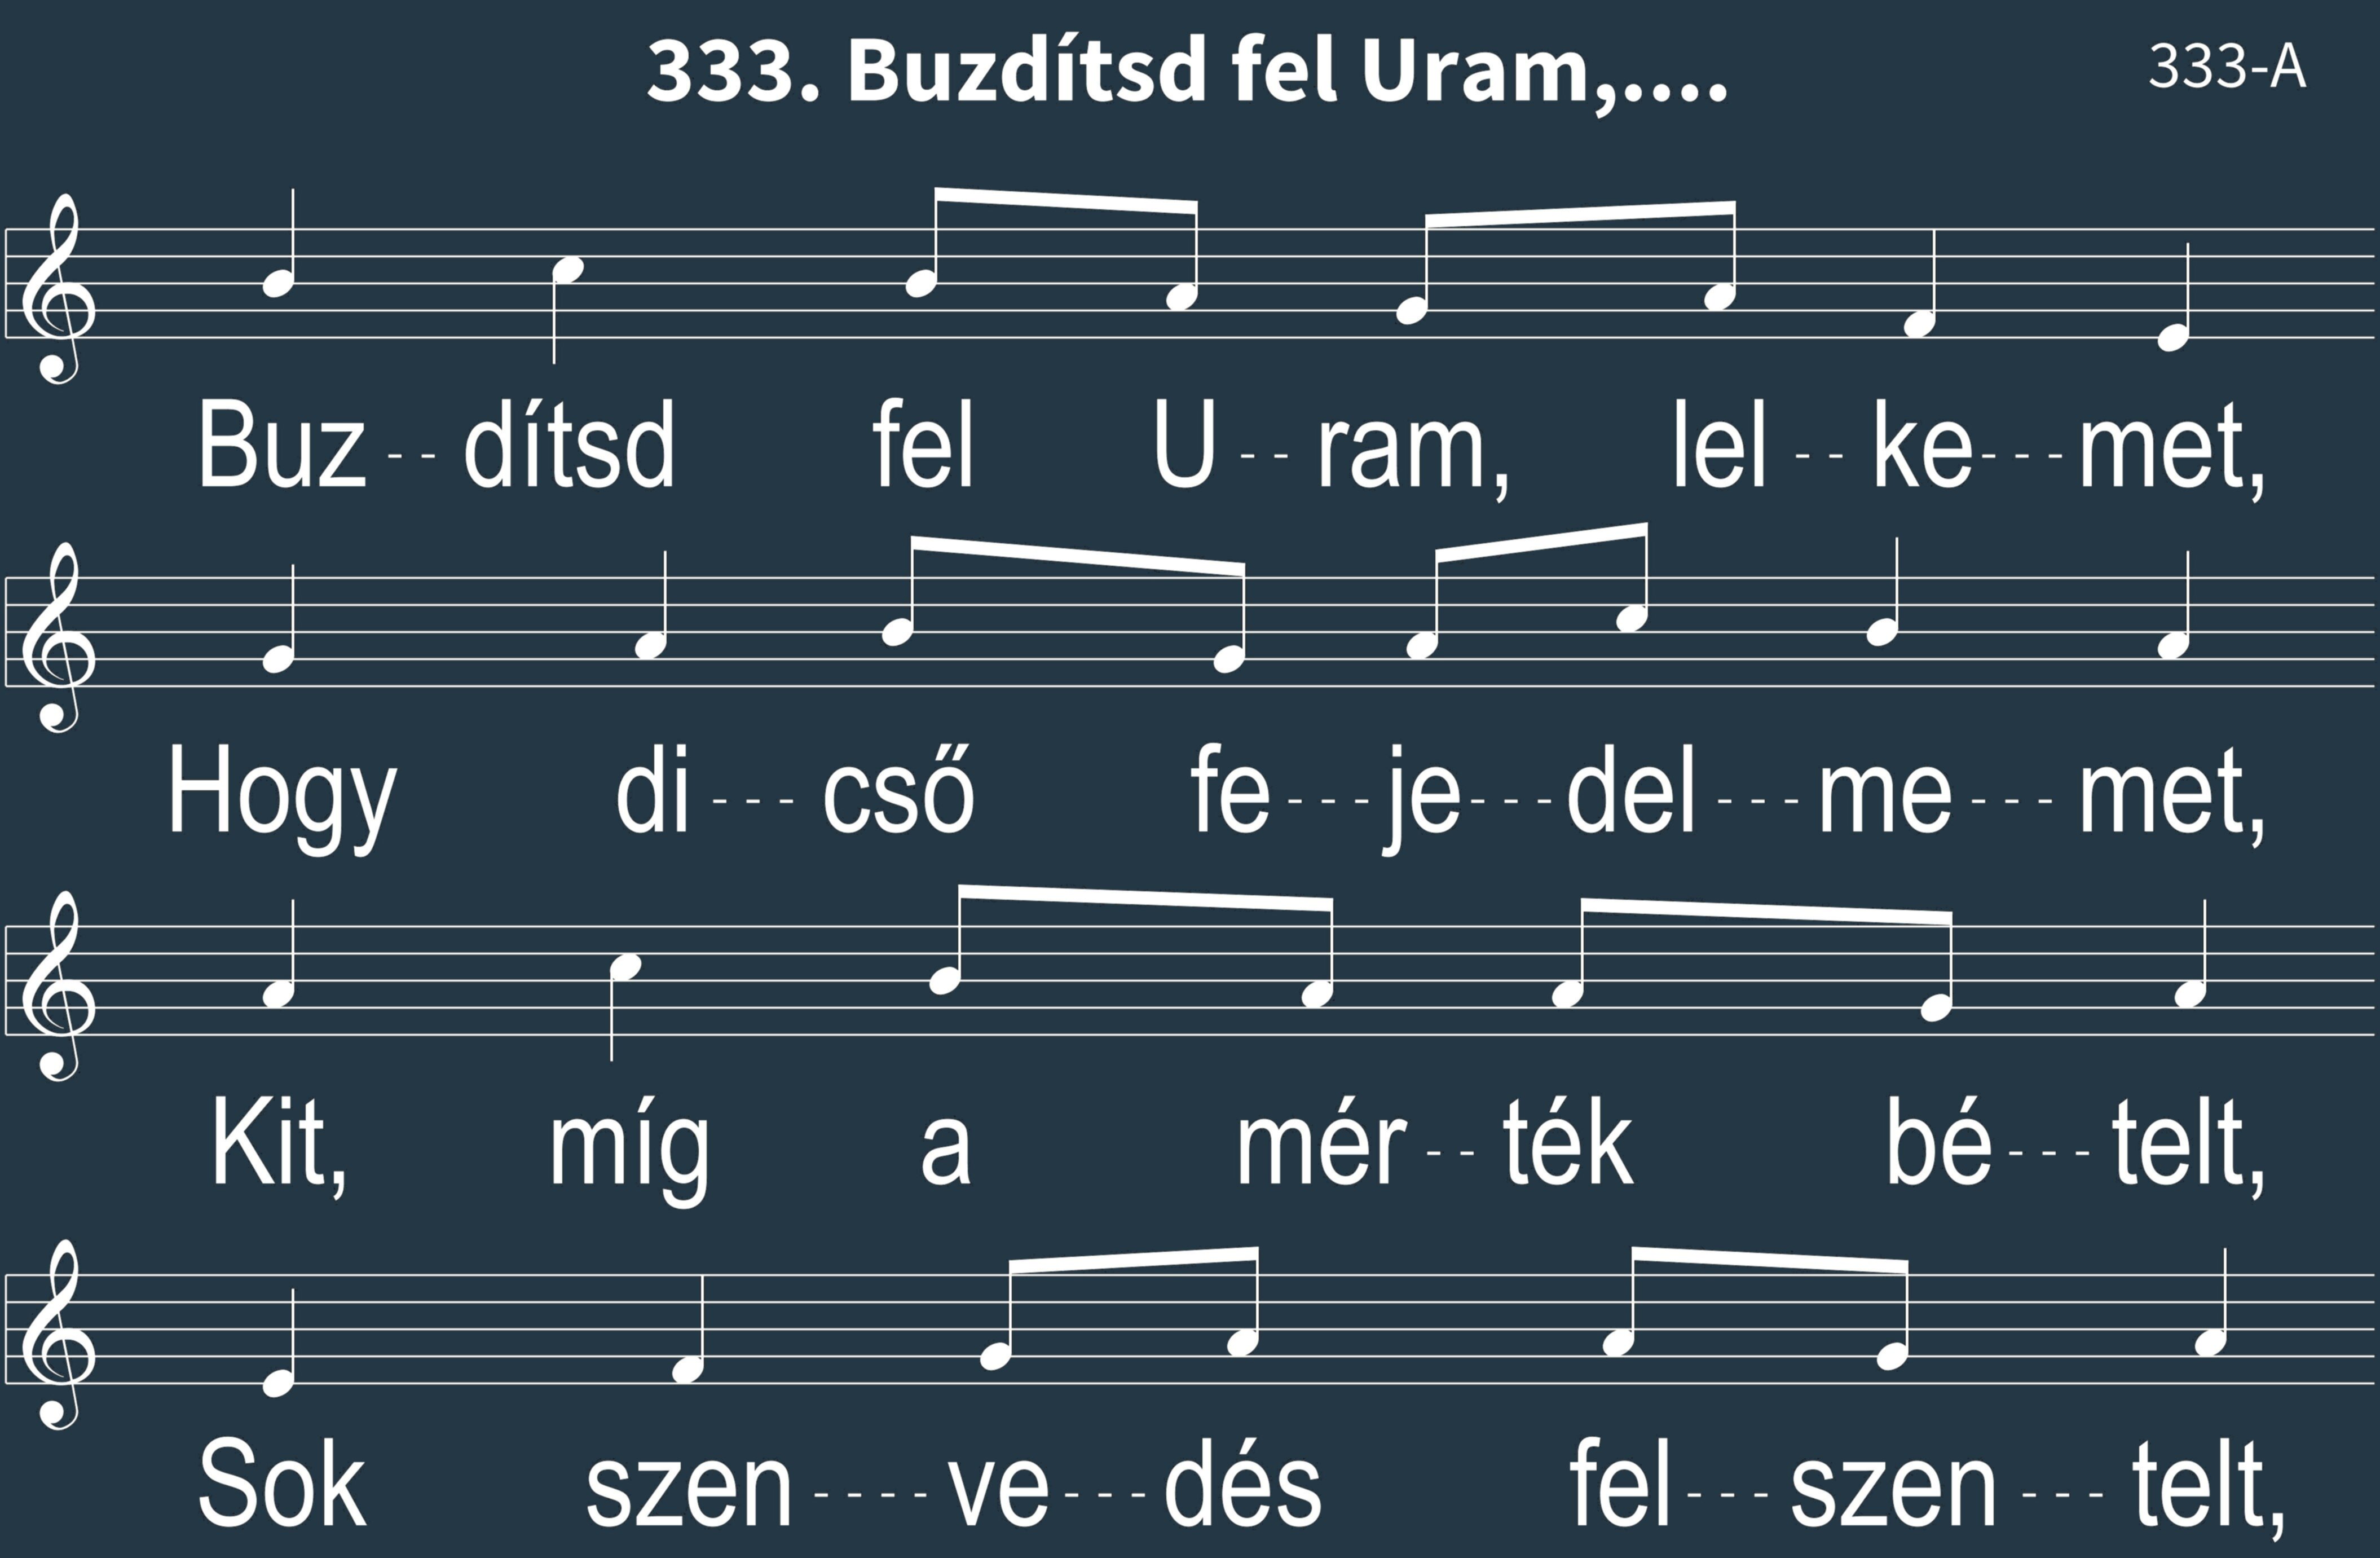 333. Buzdítsd fel Uram,.... 333-A
Buz--dítsd fel U--ram, lel--ke---met,
Hogy di---cső fe---je---del---me---met,
Kit, míg a mér--ték bé---telt,
Sok szen----ve---dés fel---szen---telt,